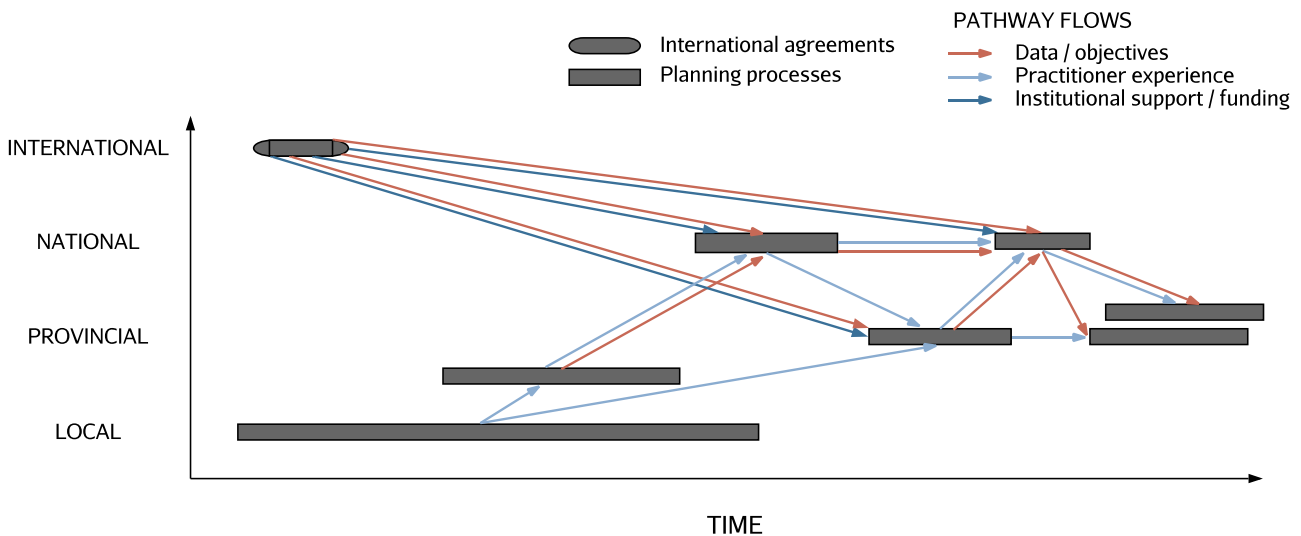 PATHWAY FLOWS
International agreements
Data / objectives
Planning processes
Practitioner experience
Institutional support / funding
INTERNATIONAL
NATIONAL
PROVINCIAL
LOCAL
TIME